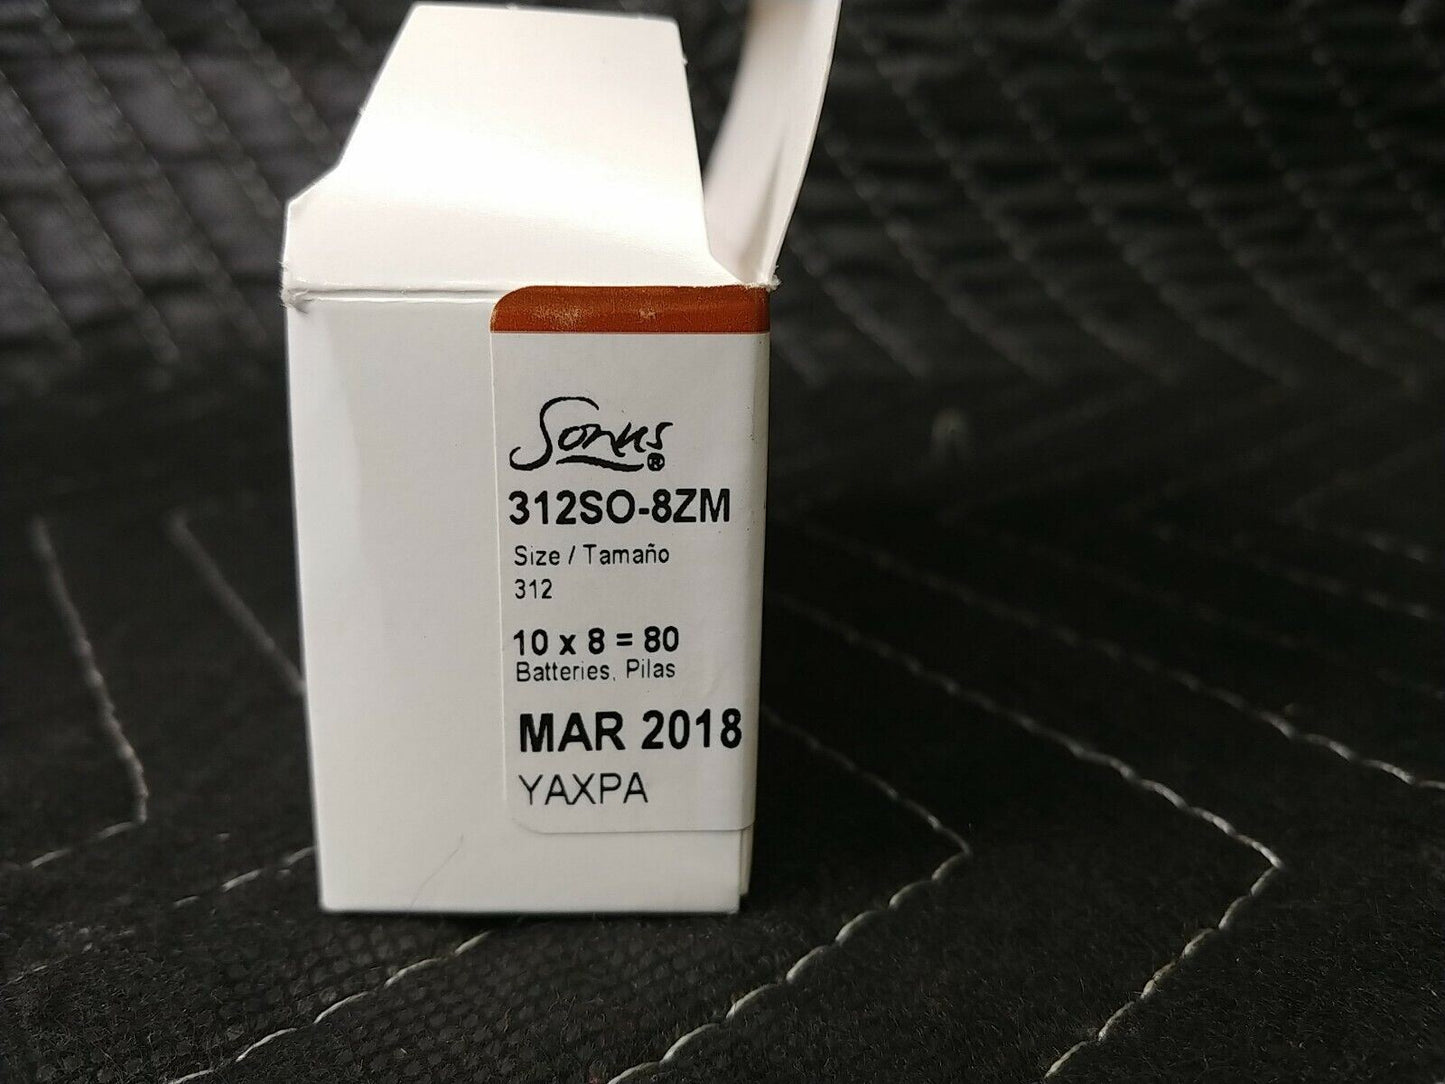 Sonus®
312SO-8ZM
Size / Tamaño
312
10 x 8 = 80
Batteries, Pilas
MAR 2018
YAXPA